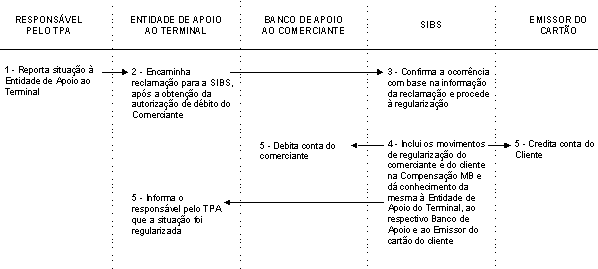 RESPONSÁVEL
PELO TPA
ENTIDADE DE APOIO
AO TERMINAL
BANCO DE APOIO
AO COMERCIANTE
SIBS
EMISSOR DO
CARTÃO
1 - Reporta situação à
Entidade de Apoio ao
Terminal
2 - Encaminha
reclamação para a SIBS,
após a obtenção da
autorização de débito do
Comerciante
3 - Confirma a ocorrência
com base na informação
da reclamação e procede
à regularização
5 - Debita conta do
comerciante
4 - Inclui os movimentos
de regularização do
comerciante e do cliente
na Compensação MB e
dá conhecimento da
mesma à Entidade de
Apoio do Terminal, ao
respectivo Banco de
Apoio e ao Emissor do
cartão do cliente
5 - Credita conta do
Cliente
5 - Informa o
responsável pelo TPA
que a situação foi
regularizada